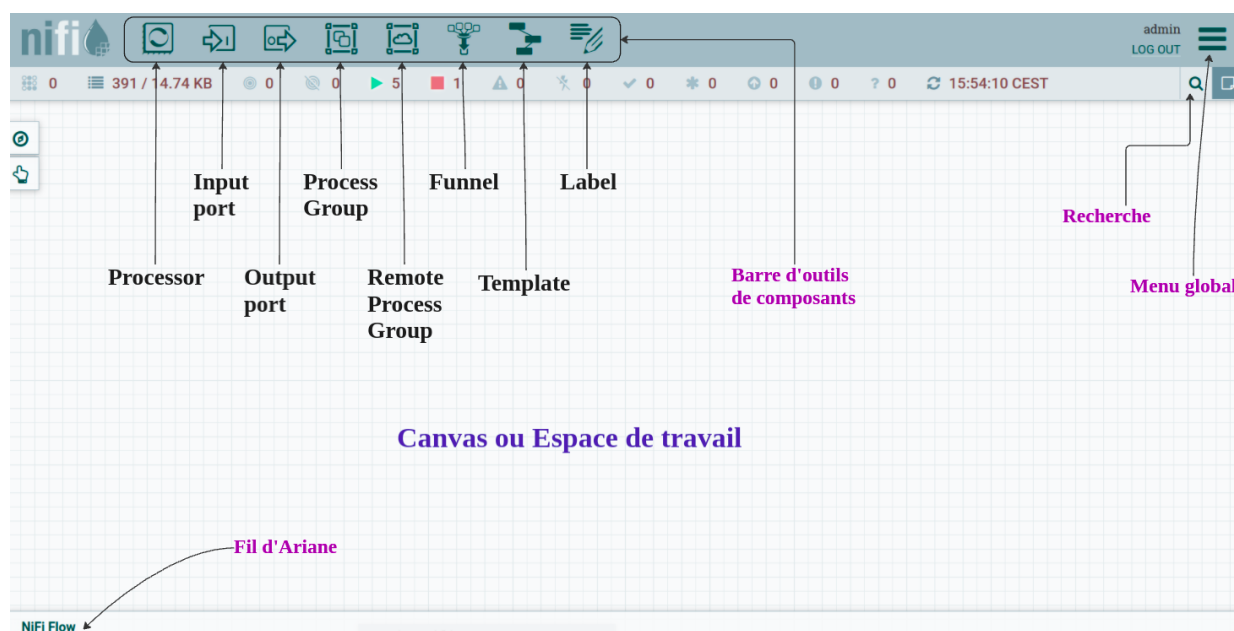 nifi
admin
LOG OUT
0 391 / 14.74 KB 0 0 5 1 0 0 0 0 0 0 ? 0 15:54:10 CEST
Input
port
Process
Group
Funnel
Label
Recherche
Processor
Output
port
Remote
Process
Group
Template
Barre d'outils
de composants
Menu global
Canvas ou Espace de travail
Fil d'Ariane
NiFi Flow